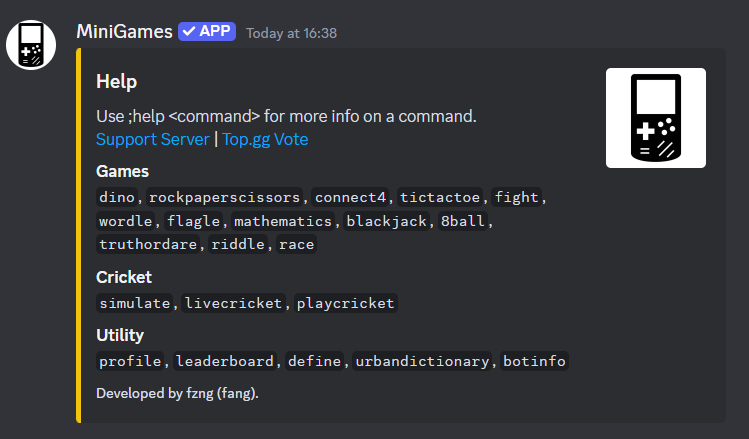 MiniGames ✓ APP Today at 16:38
Help
Use ;help <command> for more info on a command.
Support Server | Top.gg Vote
Games
dino, rockpaperscissors, connect4, tictactoe, fight,
wordle, flagle, mathematics, blackjack, 8ball,
truthordare, riddle, race
Cricket
simulate, livecricket, playcricket
Utility
profile, leaderboard, define, urbandictionary, botinfo
Developed by fzng (fang).